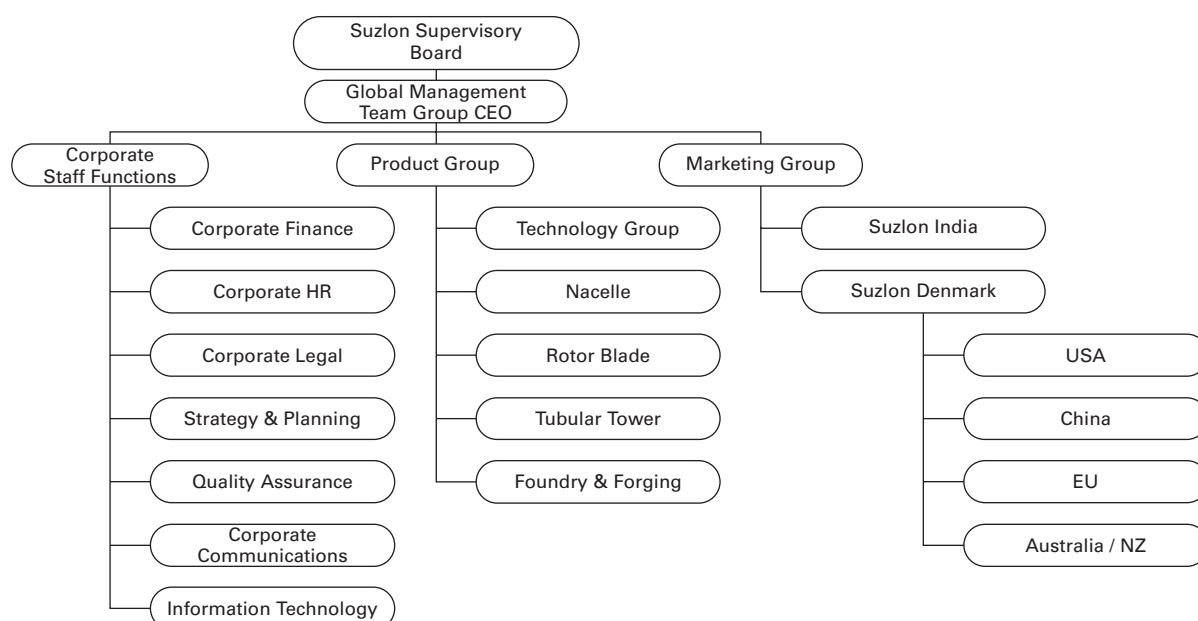 Suzlon Supervisory
Board
Global Management
Team Group CEO
Corporate
Staff Functions
Product Group
Marketing Group
Corporate Finance
Technology Group
Suzlon India
Corporate HR
Nacelle
Suzlon Denmark
Corporate Legal
Rotor Blade
USA
Strategy & Planning
Tubular Tower
China
Quality Assurance
Foundry & Forging
EU
Corporate
Communications
Australia / NZ
Information Technology